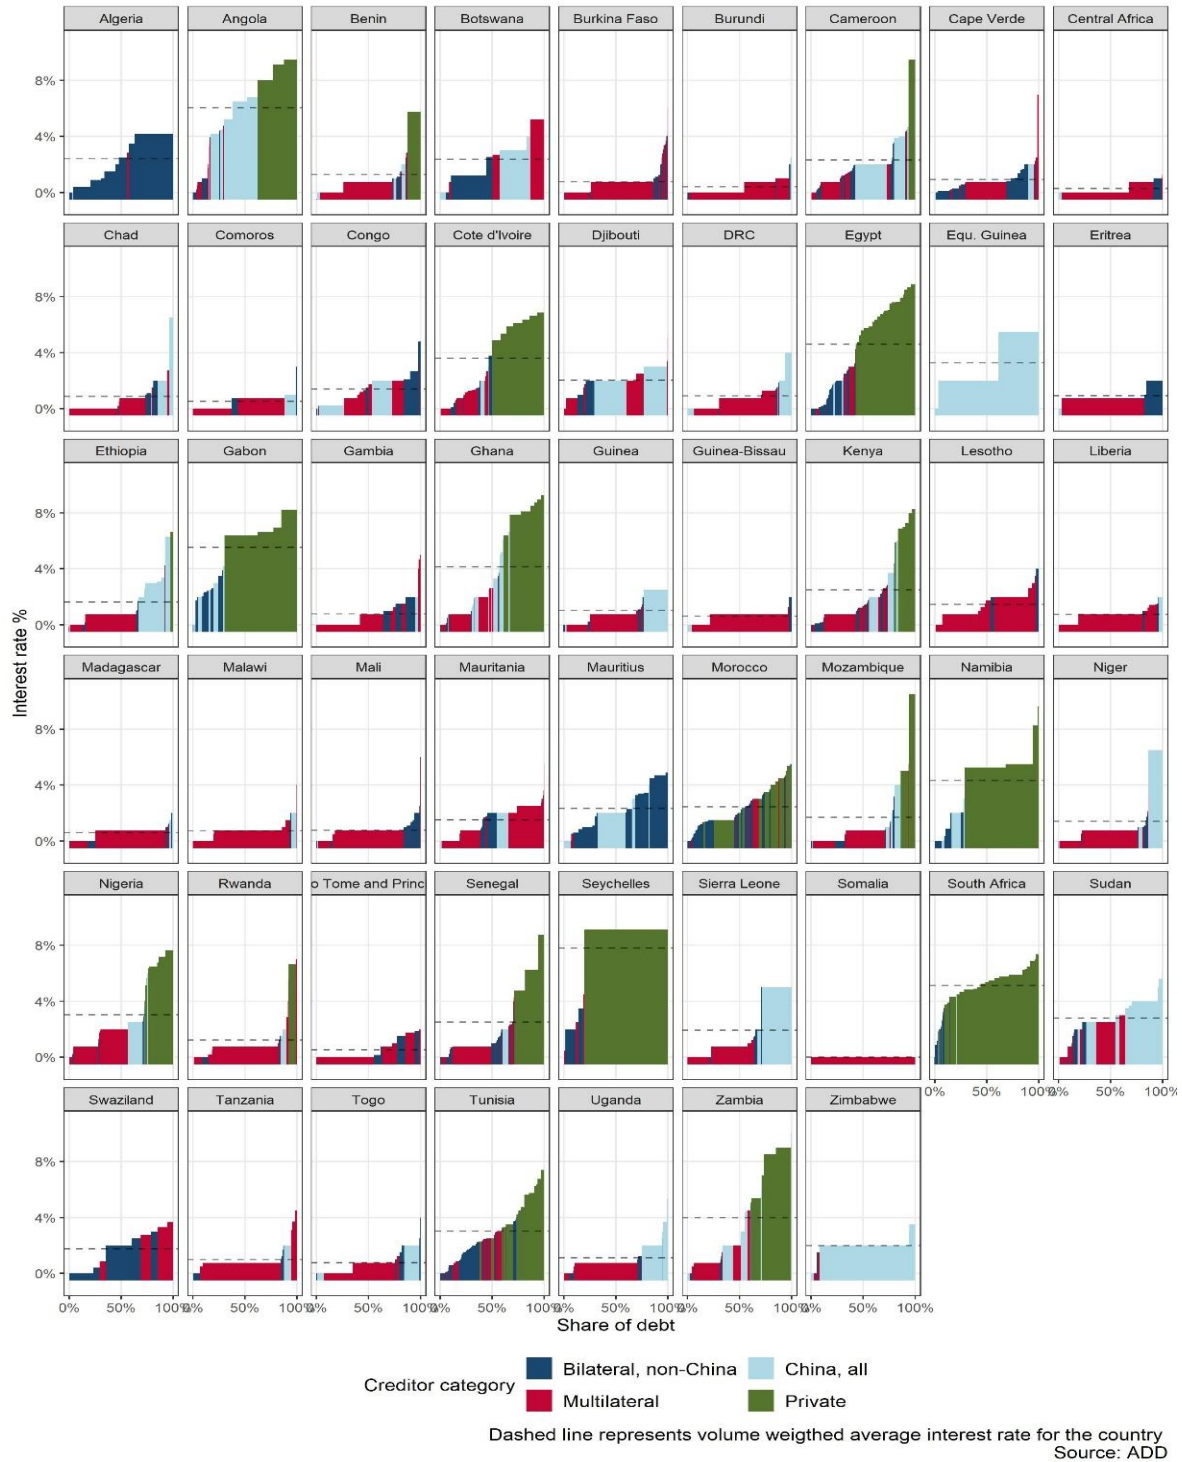 Algeria Angola Benin Botswana Burkina Faso Burundi Cameroon Cape Verde Central Africa
8%
4%
0%
Chad Comoros Congo Cote d'Ivoire Djibouti DRC Egypt Equ. Guinea Eritrea
8%
4%
0%
Ethiopia Gabon Gambia Ghana Guinea Guinea-Bissau Kenya Lesotho Liberia
8%
4%
0%
Interest rate %
Madagascar Malawi Mali Mauritania Mauritius Morocco Mozambique Namibia Niger
8%
4%
0%
Nigeria Rwanda o Tome and Princ Senegal Seychelles Sierra Leone Somalia South Africa Sudan
8%
4%
0%
0% 50% 100% 0% 50% 100%
Swaziland Tanzania Togo Tunisia Uganda Zambia Zimbabwe
8%
4%
0%
0% 50% 100% 0% 50% 100% 0% 50% 100% 0% 50% 100% 0% 50% 100% 0% 50% 100% 0% 50% 100%
Share of debt
Creditor category
Bilateral, non-China China, all
Multilateral Private
Dashed line represents volume weigthed average interest rate for the country
Source: ADD